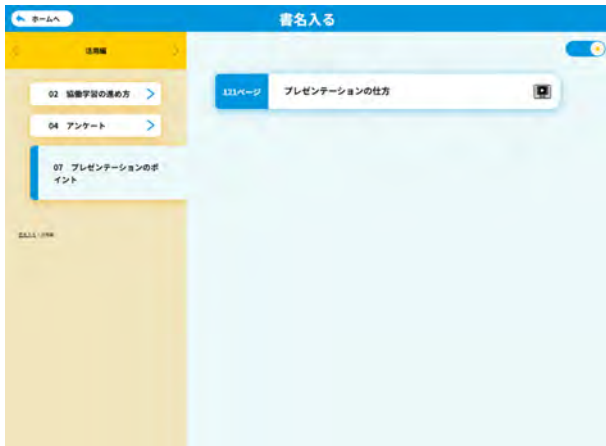 ホームへ
書名入る
活用編
02 協働学習の進め方
04 アンケート
07 プレゼンテーションのポ
イント
121ページ
プレゼンテーションの仕方